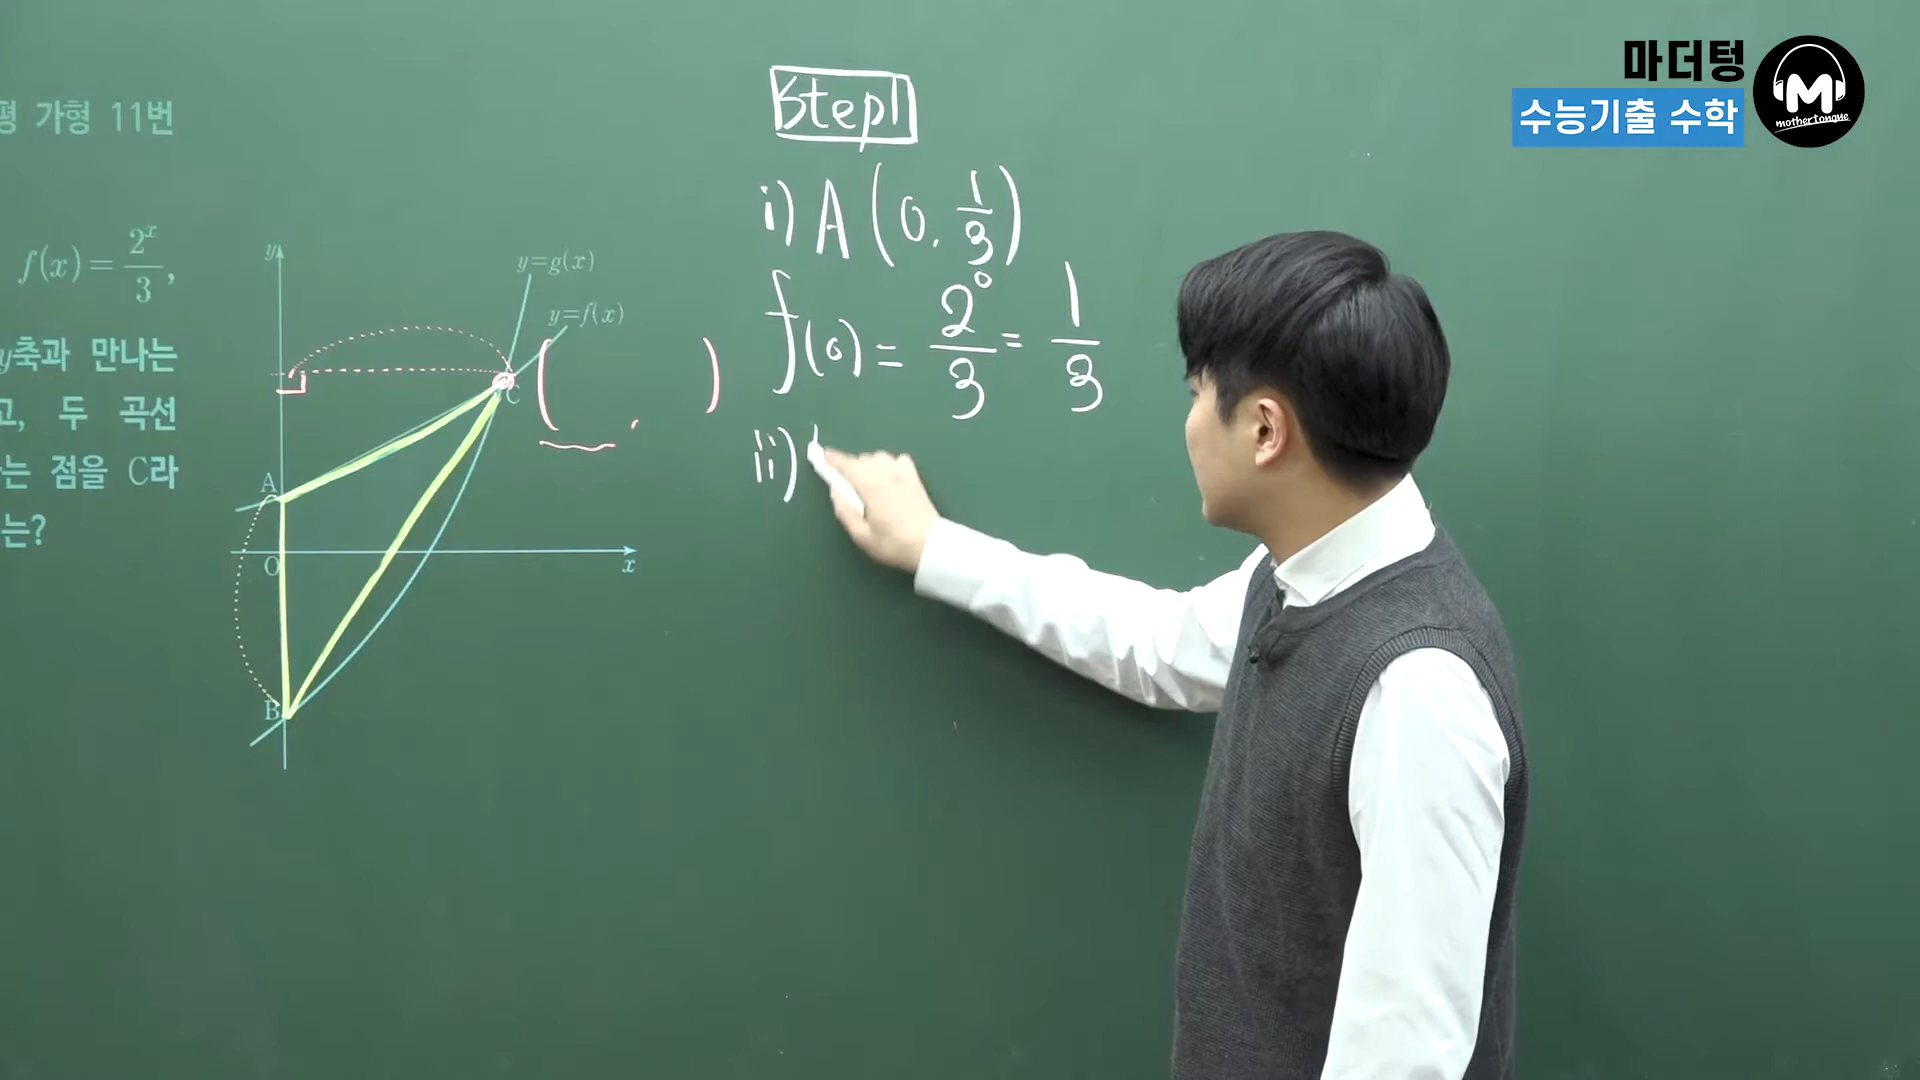 마더텅
수능기출 수학
M
mothertongue
평 가형 11번
f(x)=2^x/3,
y축과 만나는
고, 두 곡선
는 점을 C라
는?
y
y=g(x)
y=f(x)
C
A
O
x
B
( , )
Step1
i) A(0, 1/3)
f(0) = 2^0/3 = 1/3
ii)